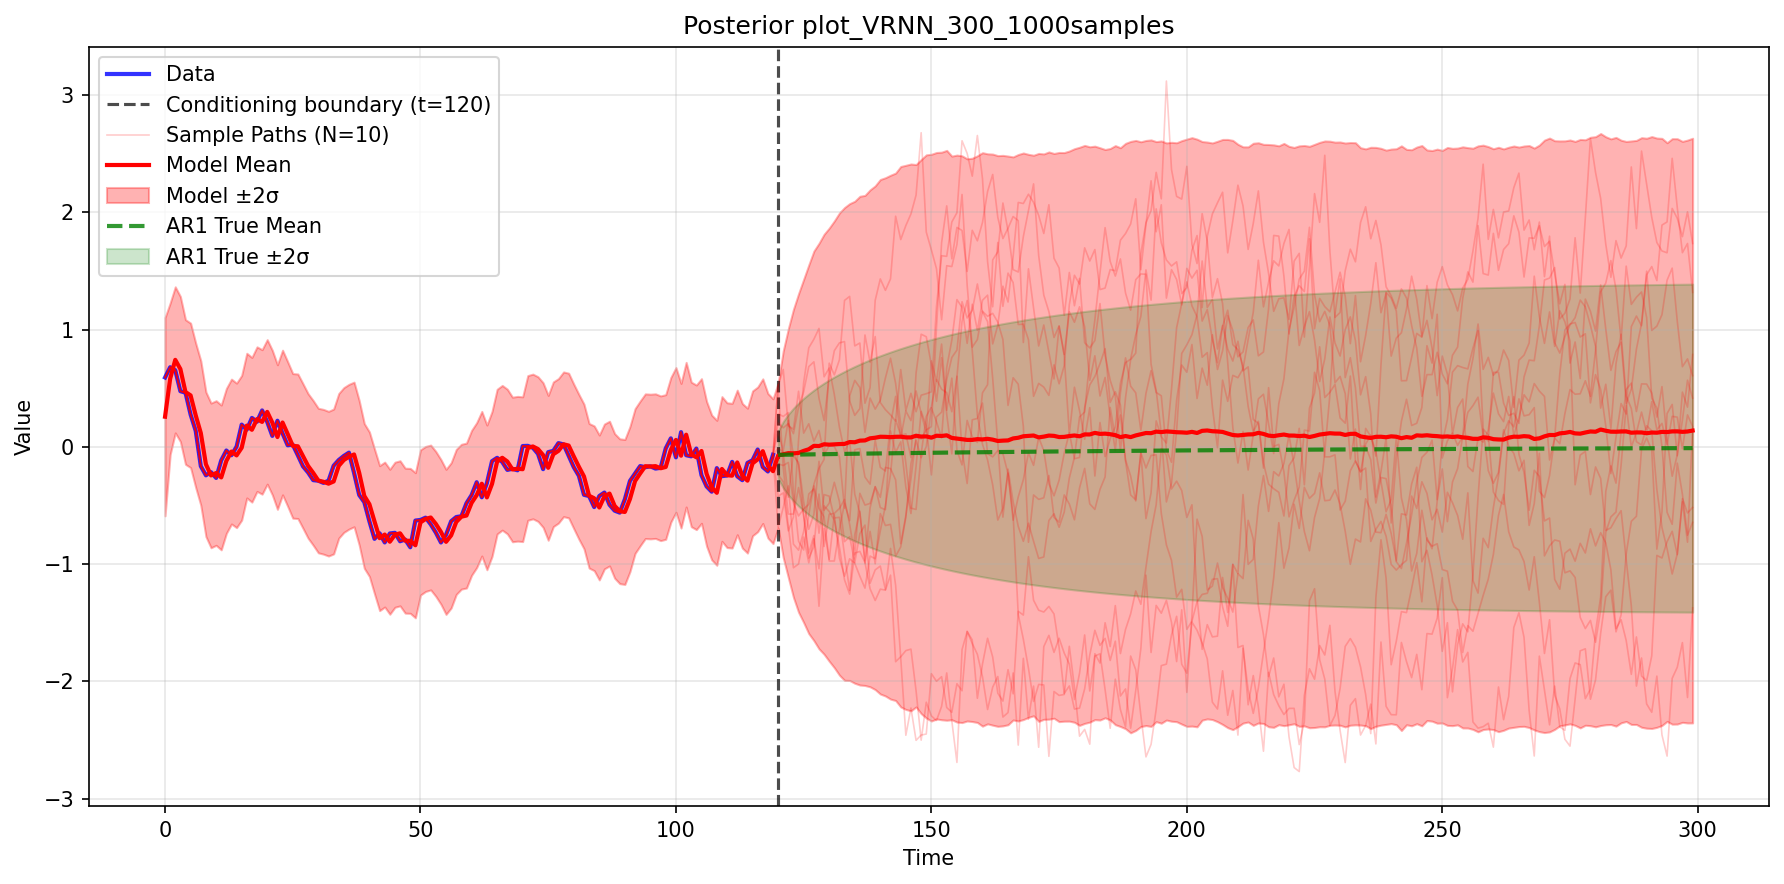 Posterior plot_VRNN_300_1000samples
Data
Conditioning boundary (t=120)
Sample Paths (N=10)
Model Mean
Model ±2σ
AR1 True Mean
AR1 True ±2σ
Value
3
2
1
0
−1
−2
−3
0 50 100 150 200 250 300
Time